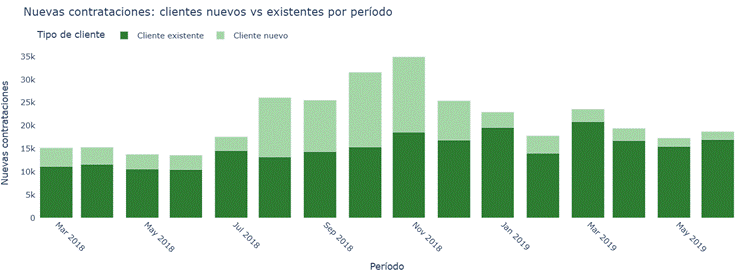 Nuevas contrataciones: clientes nuevos vs existentes por período
Tipo de cliente Cliente existente Cliente nuevo
Nuevas contrataciones
35k
30k
25k
20k
15k
10k
5k
0
Mar 2018 May 2018 Jul 2018 Sep 2018 Nov 2018 Jan 2019 Mar 2019 May 2019
Período